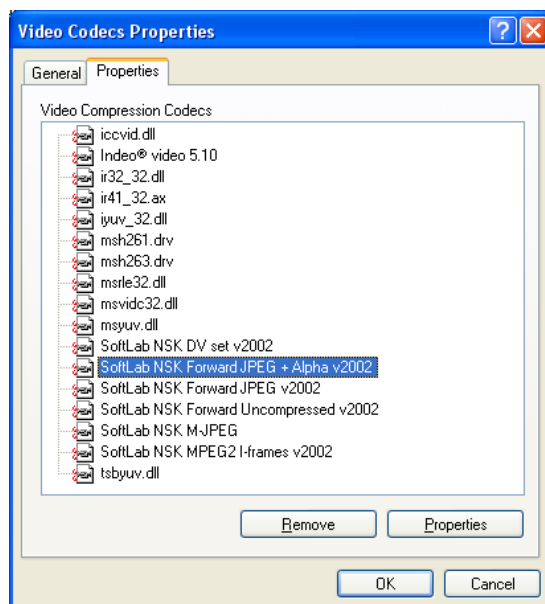 Video Codecs Properties
General
Properties
Video Compression Codecs
iccvid.dll
Indeo® video 5.10
ir32_32.dll
ir41_32.ax
iyuv_32.dll
msh261.drv
msh263.drv
msrle32.dll
msvidc32.dll
msyuv.dll
SoftLab NSK DV set v2002
SoftLab NSK Forward JPEG + Alpha v2002
SoftLab NSK Forward JPEG v2002
SoftLab NSK Forward Uncompressed v2002
SoftLab NSK M-JPEG
SoftLab NSK MPEG2 I-frames v2002
tsbyuv.dll
Remove
Properties
OK
Cancel